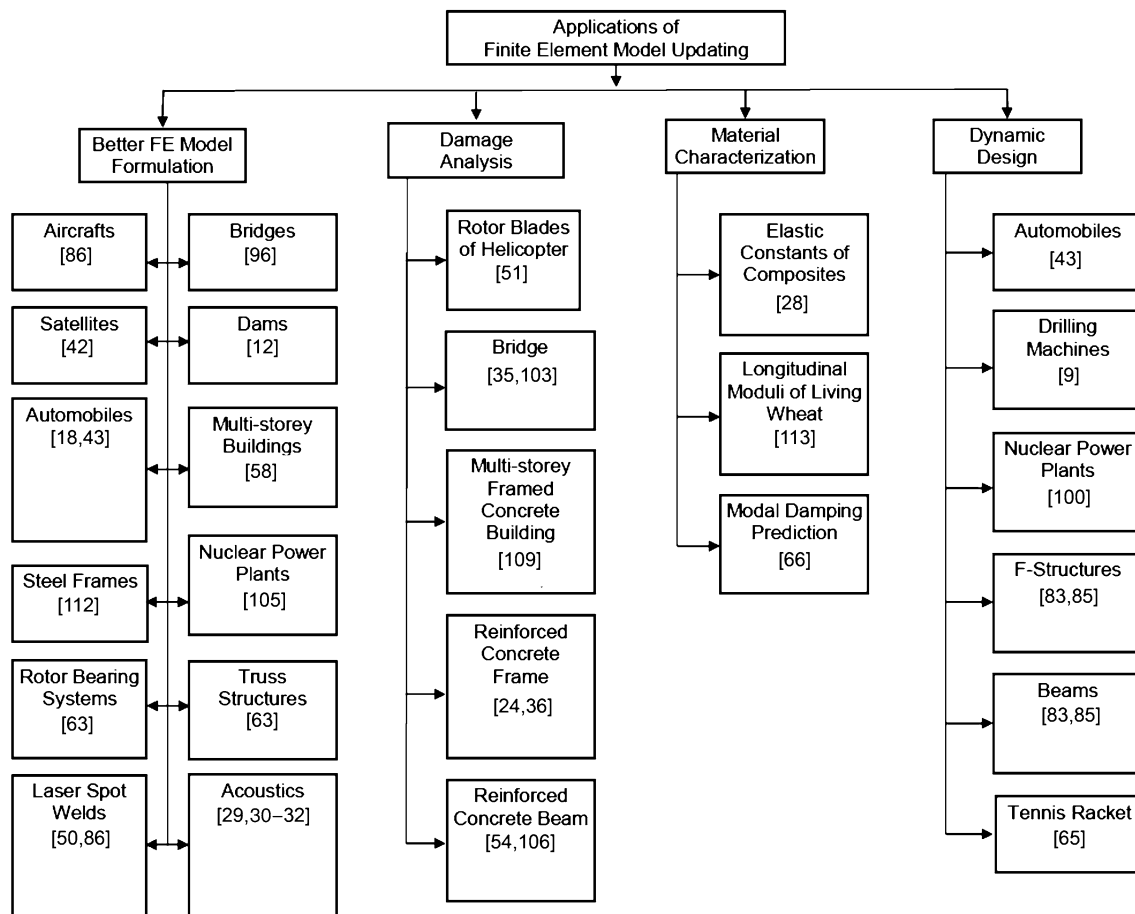 Applications of
Finite Element Model Updating
Better FE Model
Formulation
Aircrafts
[86]
Bridges
[96]
Satellites
[42]
Dams
[12]
Automobiles
[18,43]
Multi-storey
Buildings
[58]
Steel Frames
[112]
Nuclear Power
Plants
[105]
Rotor Bearing
Systems
[63]
Truss
Structures
[63]
Laser Spot
Welds
[50,86]
Acoustics
[29,30–32]
Damage
Analysis
Rotor Blades
of Helicopter
[51]
Bridge
[35,103]
Multi-storey
Framed
Concrete
Building
[109]
Reinforced
Concrete
Frame
[24,36]
Reinforced
Concrete Beam
[54,106]
Material
Characterization
Elastic
Constants of
Composites
[28]
Longitudinal
Moduli of Living
Wheat
[113]
Modal Damping
Prediction
[66]
Dynamic
Design
Automobiles
[43]
Drilling
Machines
[9]
Nuclear Power
Plants
[100]
F-Structures
[83,85]
Beams
[83,85]
Tennis Racket
[65]